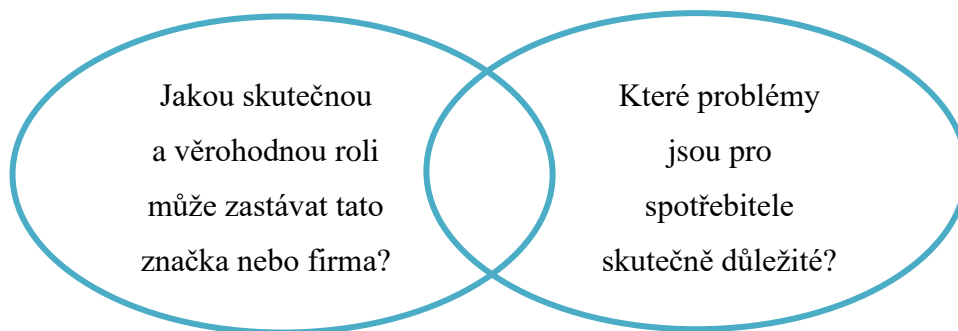 Jakou skutečnou
a věrohodnou roli
může zastávat tato
značka nebo firma?
Které problémy
jsou pro
spotřebitele
skutečně důležité?